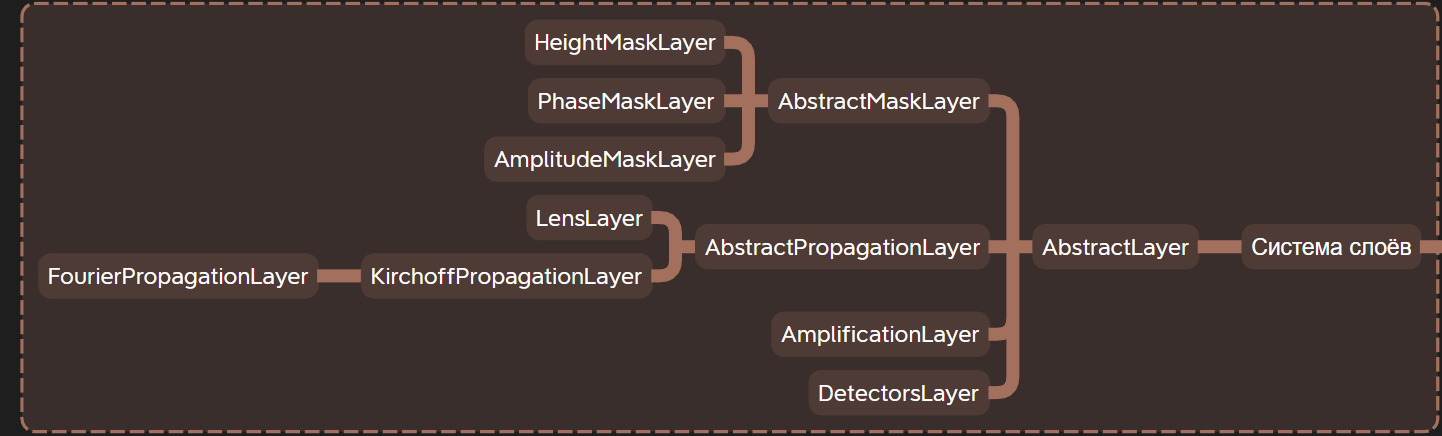 HeightMaskLayer
PhaseMaskLayer
AbstractMaskLayer
AmplitudeMaskLayer
LensLayer
AbstractPropagationLayer
AbstractLayer
Система слоёв
FourierPropagationLayer
KirchoffPropagationLayer
AmplificationLayer
DetectorsLayer